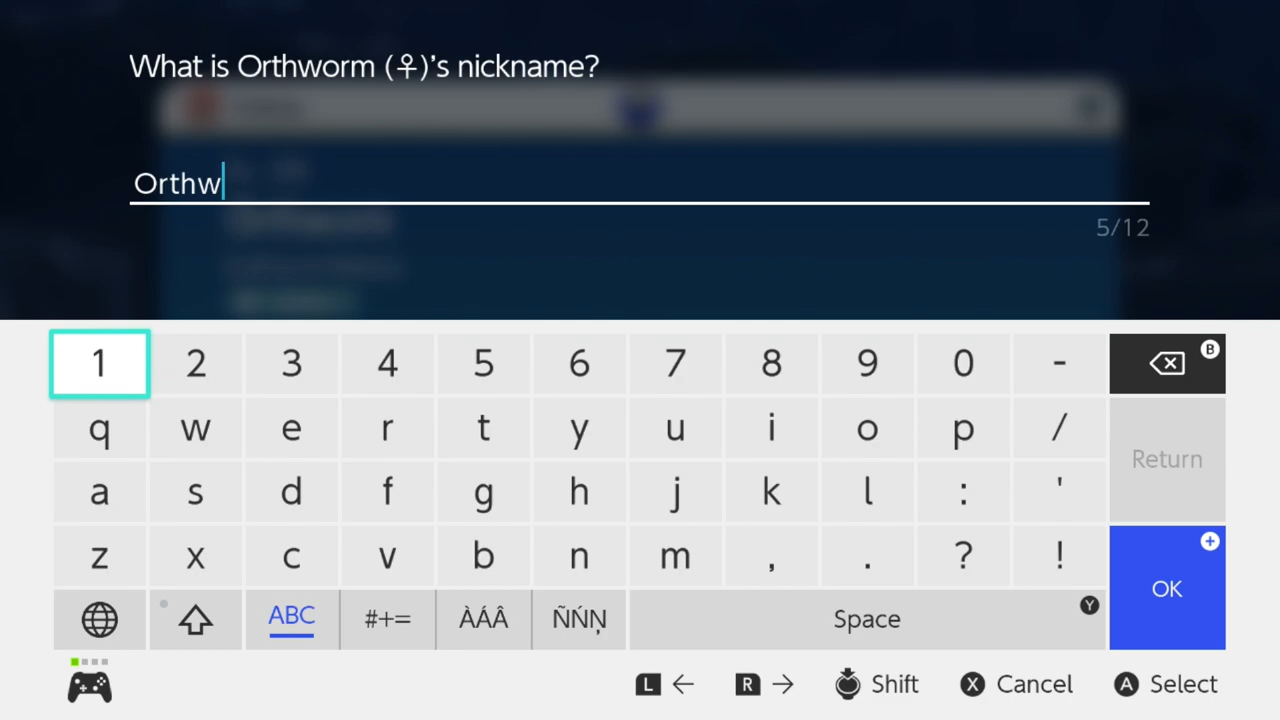 What is Orthworm (♀)'s nickname?
Orthw
5/12
1 2 3 4 5 6 7 8 9 0 - B
q w e r t y u i o p / Return
a s d f g h j k l : '
z x c v b n m , . ? ! + OK
ABC #+= ÀÁÂ ÑŃŅ Space Y
L ← R → Shift X Cancel A Select